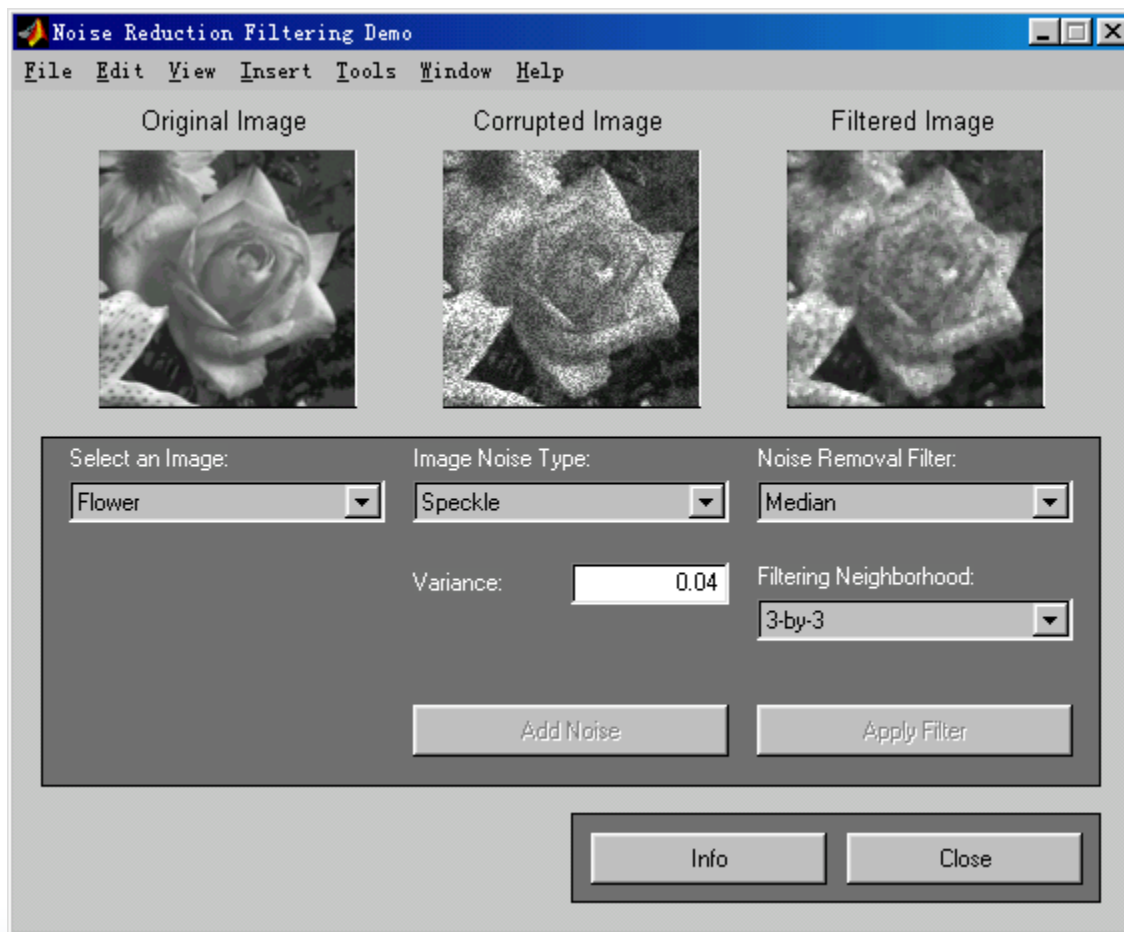 Noise Reduction Filtering Demo
File Edit View Insert Tools Window Help
Original Image
Corrupted Image
Filtered Image
Select an Image:
Image Noise Type:
Noise Removal Filter:
Flower
Speckle
Median
Variance:
0.04
Filtering Neighborhood:
3-by-3
Add Noise
Apply Filter
Info
Close